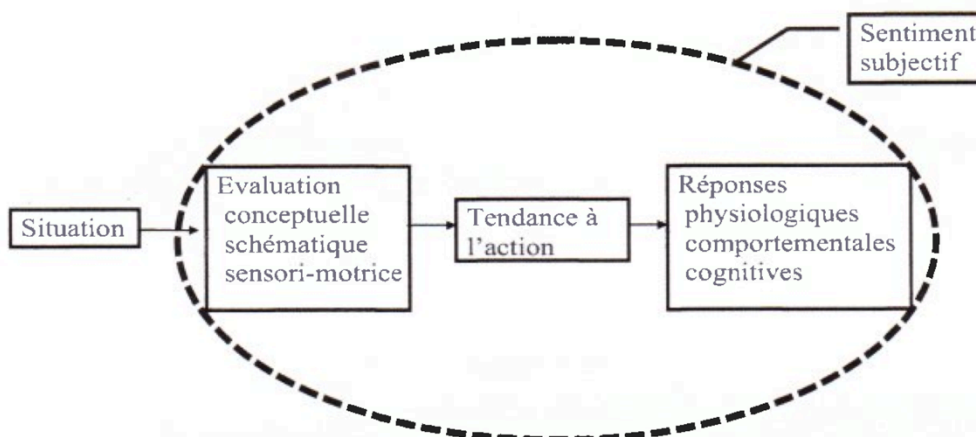 Sentiment
subjectif
Situation
Evaluation
conceptuelle
schématique
sensori-motrice
Tendance à
l'action
Réponses
physiologiques
comportementales
cognitives